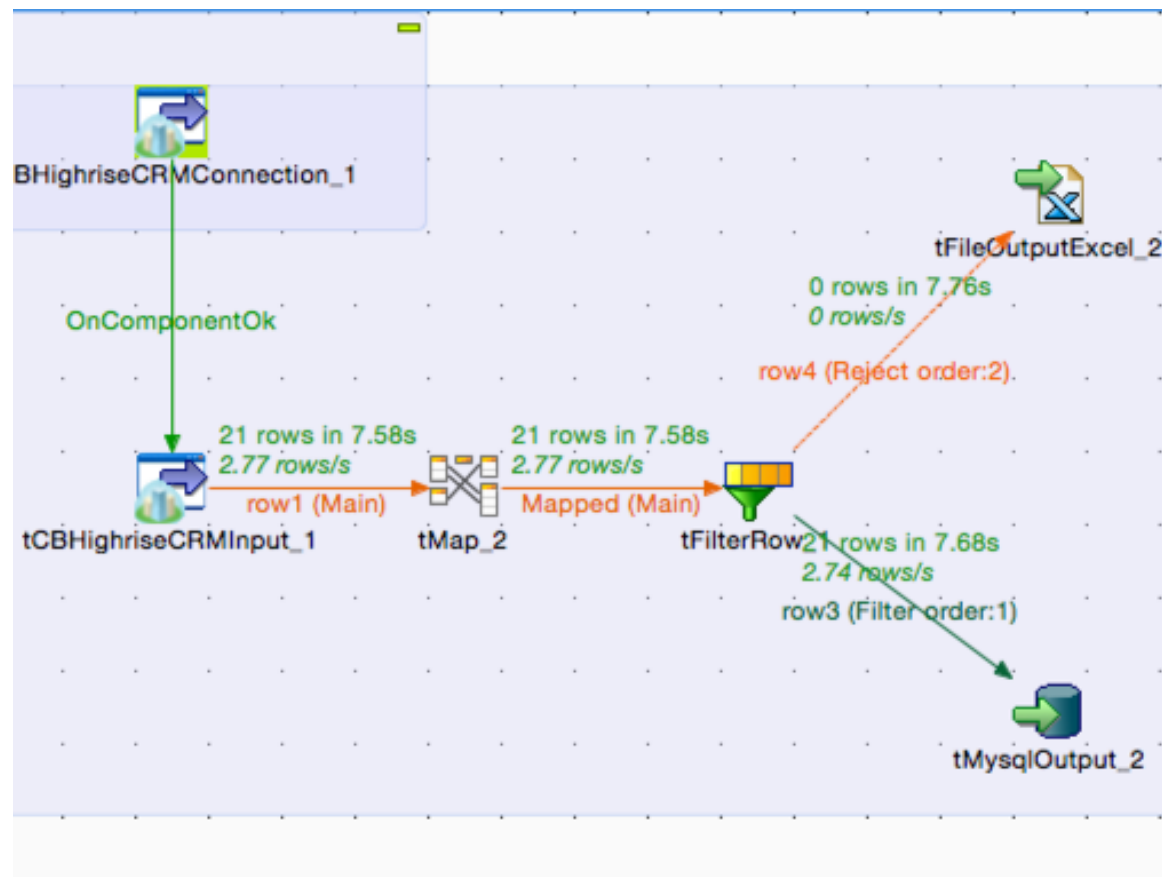 BHighriseCRMConnection_1
tFileOutputExcel_2
0 rows in 7.76s
0 rows/s
OnComponentOk
row4 (Reject order:2)
21 rows in 7.58s
2.77 rows/s
row1 (Main)
21 rows in 7.58s
2.77 rows/s
Mapped (Main)
tCBHighriseCRMInput_1
tMap_2
tFilterRow
21 rows in 7.68s
2.74 rows/s
row3 (Filter order:1)
tMysqlOutput_2